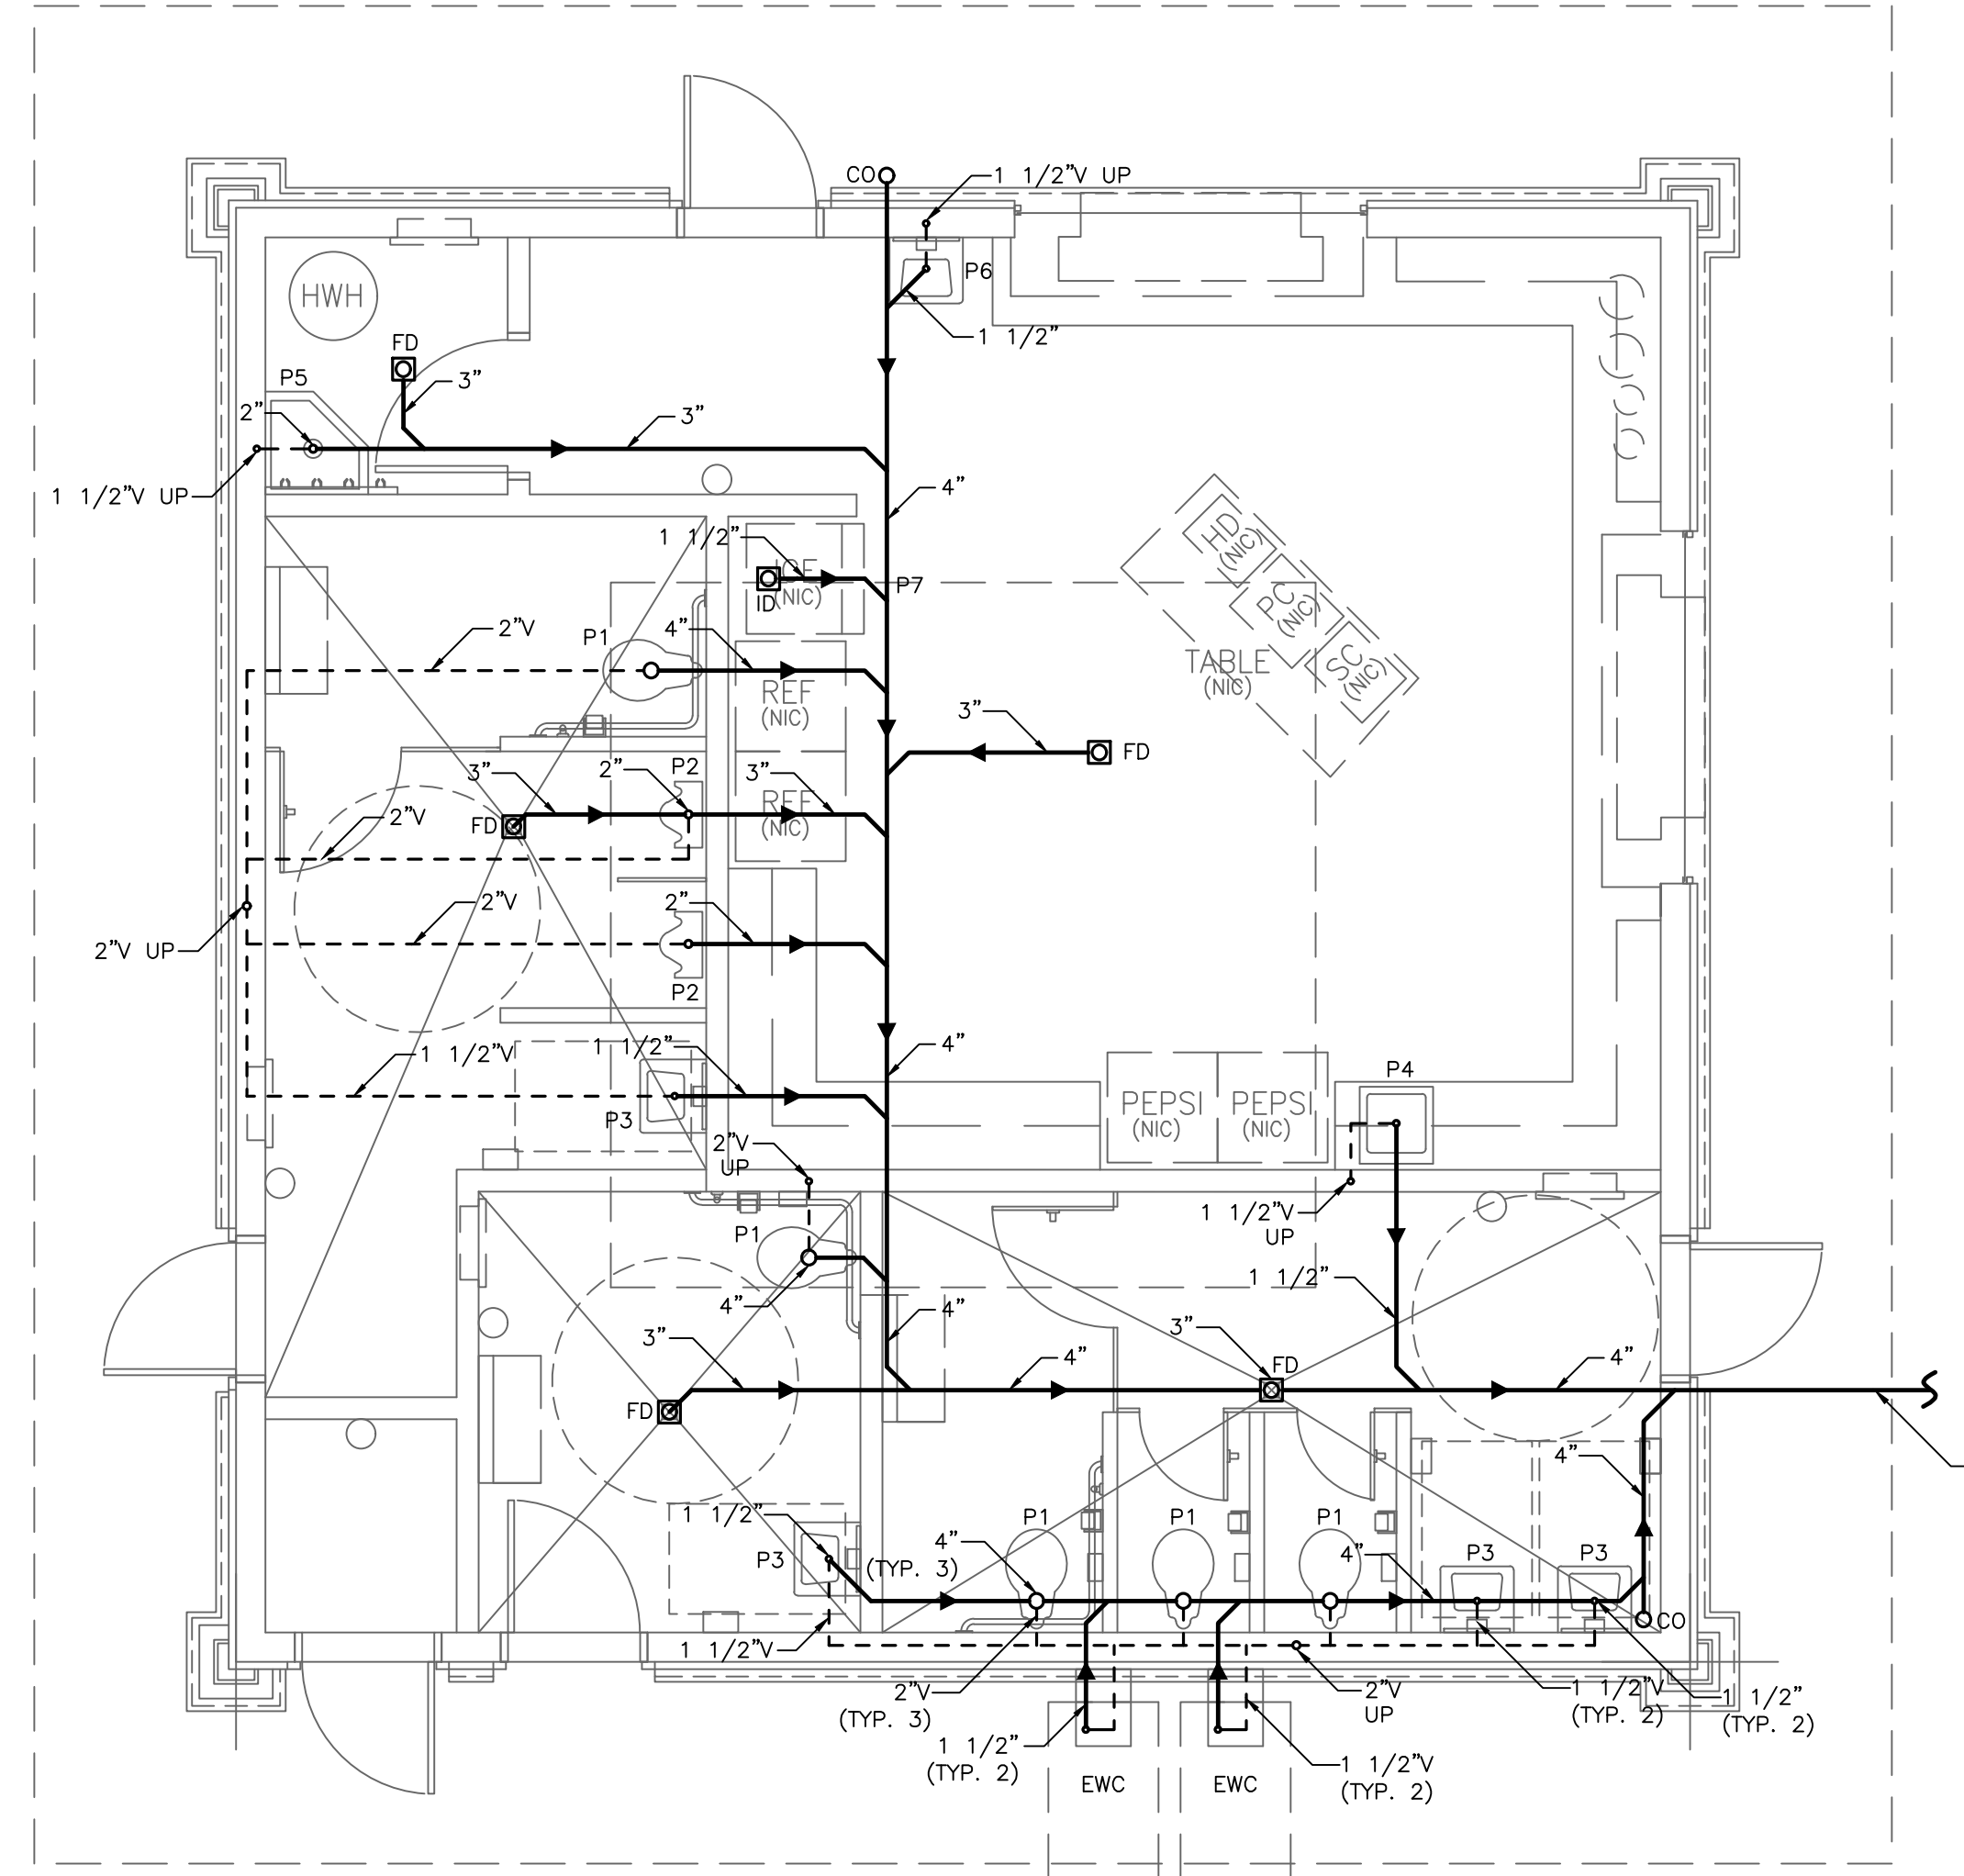 CO
1 1/2”V UP
P6
HWH
1 1/2”
FD
P5
3”
2”
3”
1 1/2”V UP
4”
HD
(NIC)
1 1/2”
ICE
(NIC)
ID
P7
PC
(NIC)
2”V
P1
4”
TABLE
(NIC)
SC
(NIC)
REF
(NIC)
3”
FD
3”
2”
P2
3”
REF
(NIC)
2”V
FD
2”V
2”
2”V UP
P2
1 1/2”V
1 1/2”
4”
P4
PEPSI
(NIC)
PEPSI
(NIC)
P3
2”V
UP
1 1/2”V
UP
P1
1 1/2”
4”
4”
3”
3”
FD
4”
4”
FD
4”
1 1/2”
P1
P1
P1
P3
4”
(TYP. 3)
4”
P3
P3
CO
1 1/2”V
2”V
(TYP. 3)
2”V
UP
1 1/2”V
(TYP. 2)
1 1/2”
(TYP. 2)
1 1/2”
(TYP. 2)
1 1/2”V
(TYP. 2)
EWC
EWC